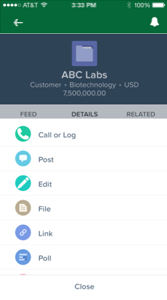 AT&T 3:33 PM 100%
ABC Labs
Customer • Biotechnology • USD
7,500,000.00
FEED DETAILS RELATED
Call or Log
Post
Edit
File
Link
Poll
Close